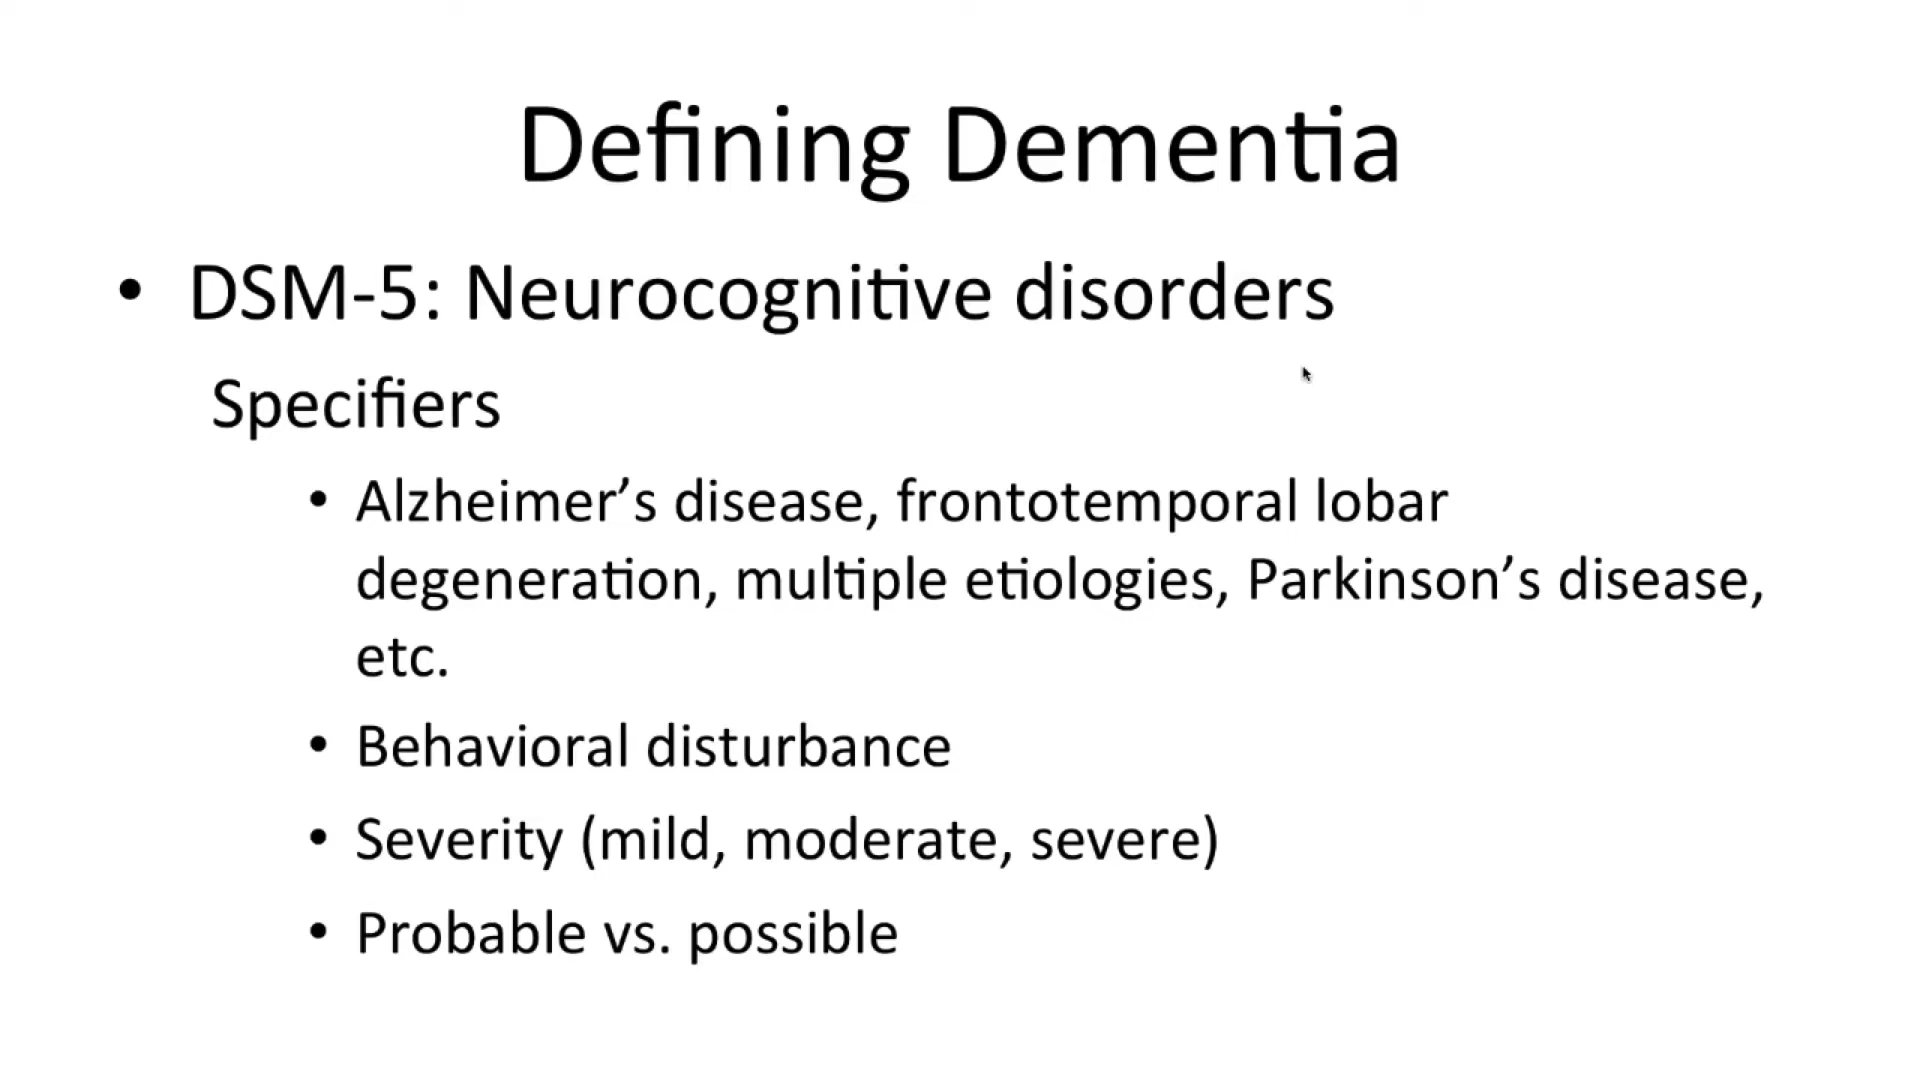 Defining Dementia
• DSM-5: Neurocognitive disorders
Specifiers
• Alzheimer’s disease, frontotemporal lobar
degeneration, multiple etiologies, Parkinson’s disease,
etc.
• Behavioral disturbance
• Severity (mild, moderate, severe)
• Probable vs. possible